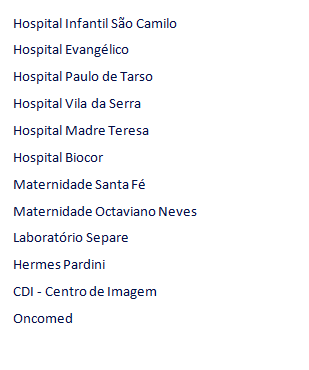 Hospital Infantil São Camilo
Hospital Evangélico
Hospital Paulo de Tarso
Hospital Vila da Serra
Hospital Madre Teresa
Hospital Biocor
Maternidade Santa Fé
Maternidade Octaviano Neves
Laboratório Separe
Hermes Pardini
CDI - Centro de Imagem
Oncomed